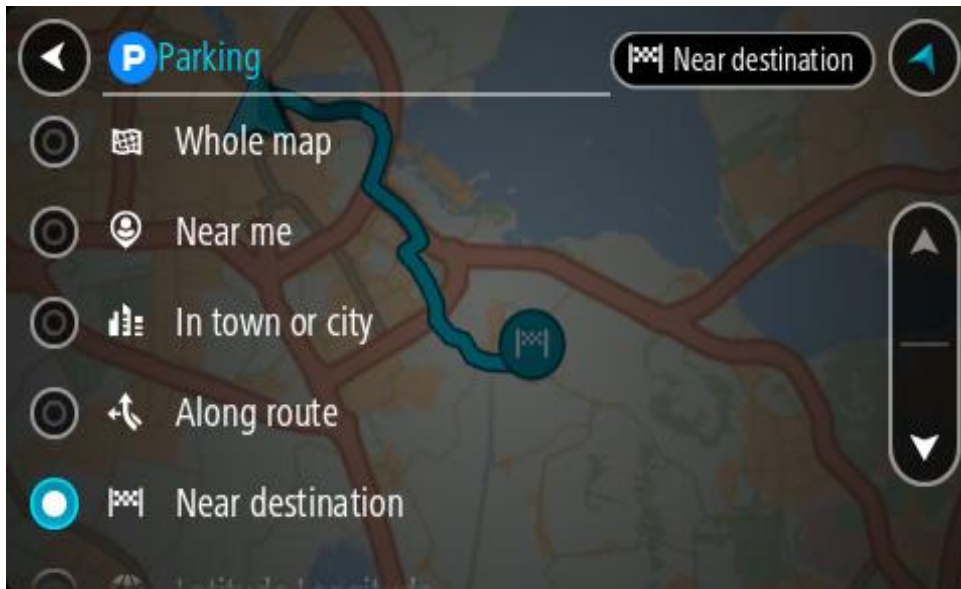 P Parking
Near destination
Whole map
Near me
In town or city
Along route
Near destination